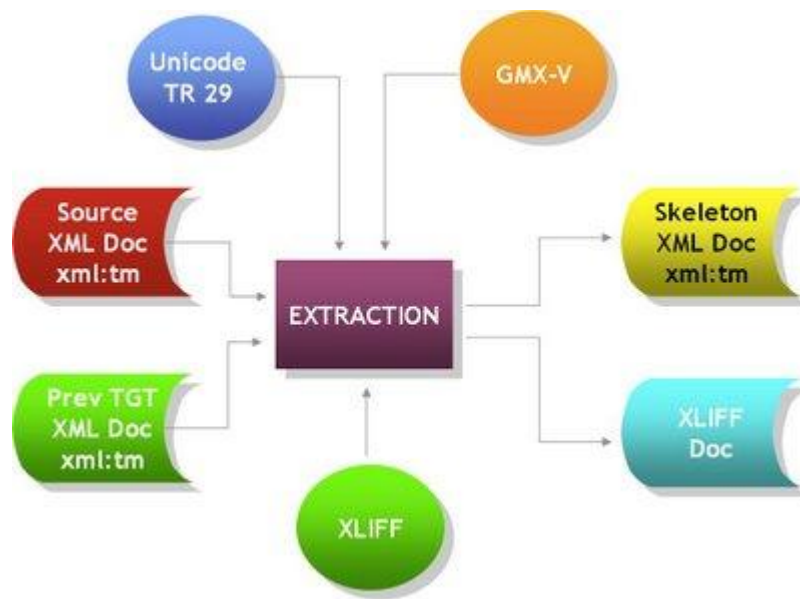 Unicode
TR 29
GMX-V
Source
XML Doc
xml:tm
Skeleton
XML Doc
xml:tm
EXTRACTION
Prev TGT
XML Doc
xml:tm
XLIFF
Doc
XLIFF